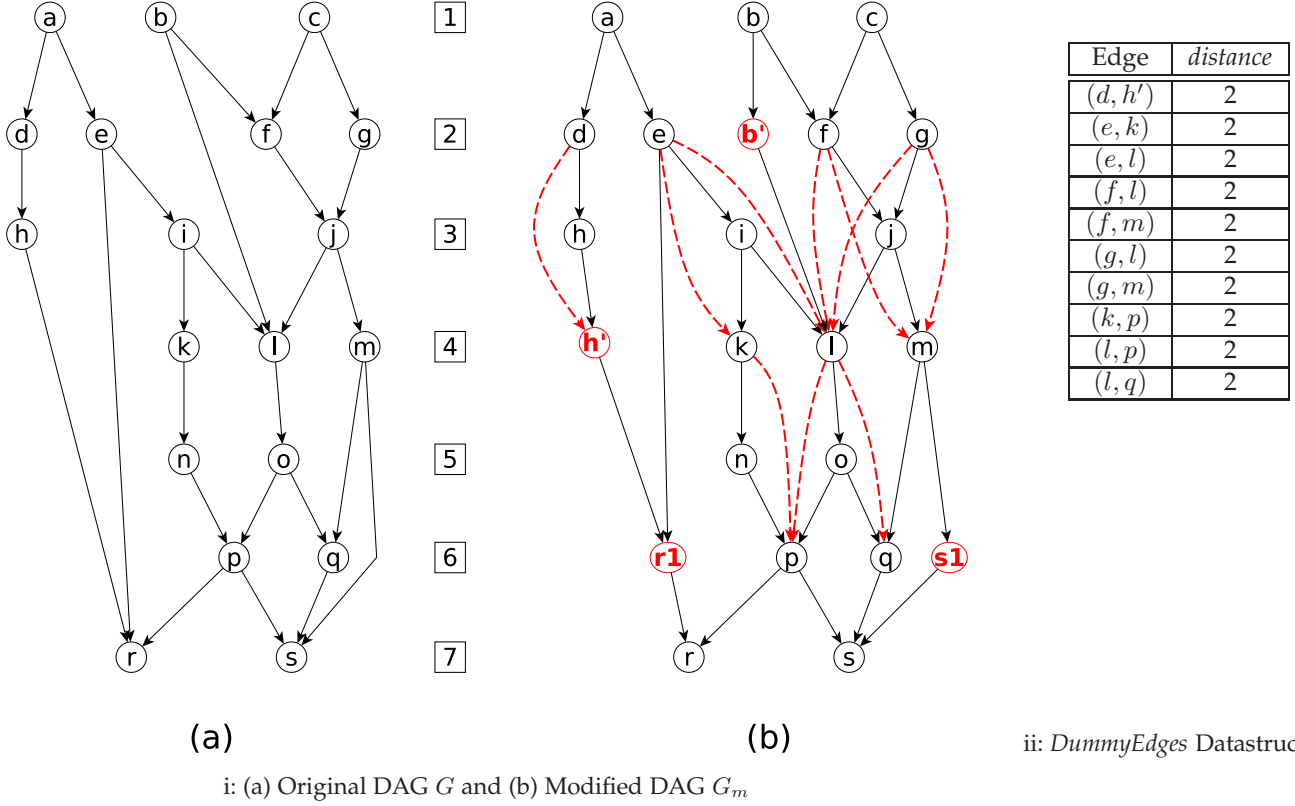 a b c 1 a b c
d e f g 2 d e b' f g
h i j 3 h i j
k l m 4 h' k l m
n o 5 n o
p q 6 r1 p q s1
r s 7 r s
(a) (b)
i: (a) Original DAG G and (b) Modified DAG G_m
Edge distance
(d, h′) 2
(e, k) 2
(e, l) 2
(f, l) 2
(f, m) 2
(g, l) 2
(g, m) 2
(k, p) 2
(l, p) 2
(l, q) 2
ii: DummyEdges Datastruc